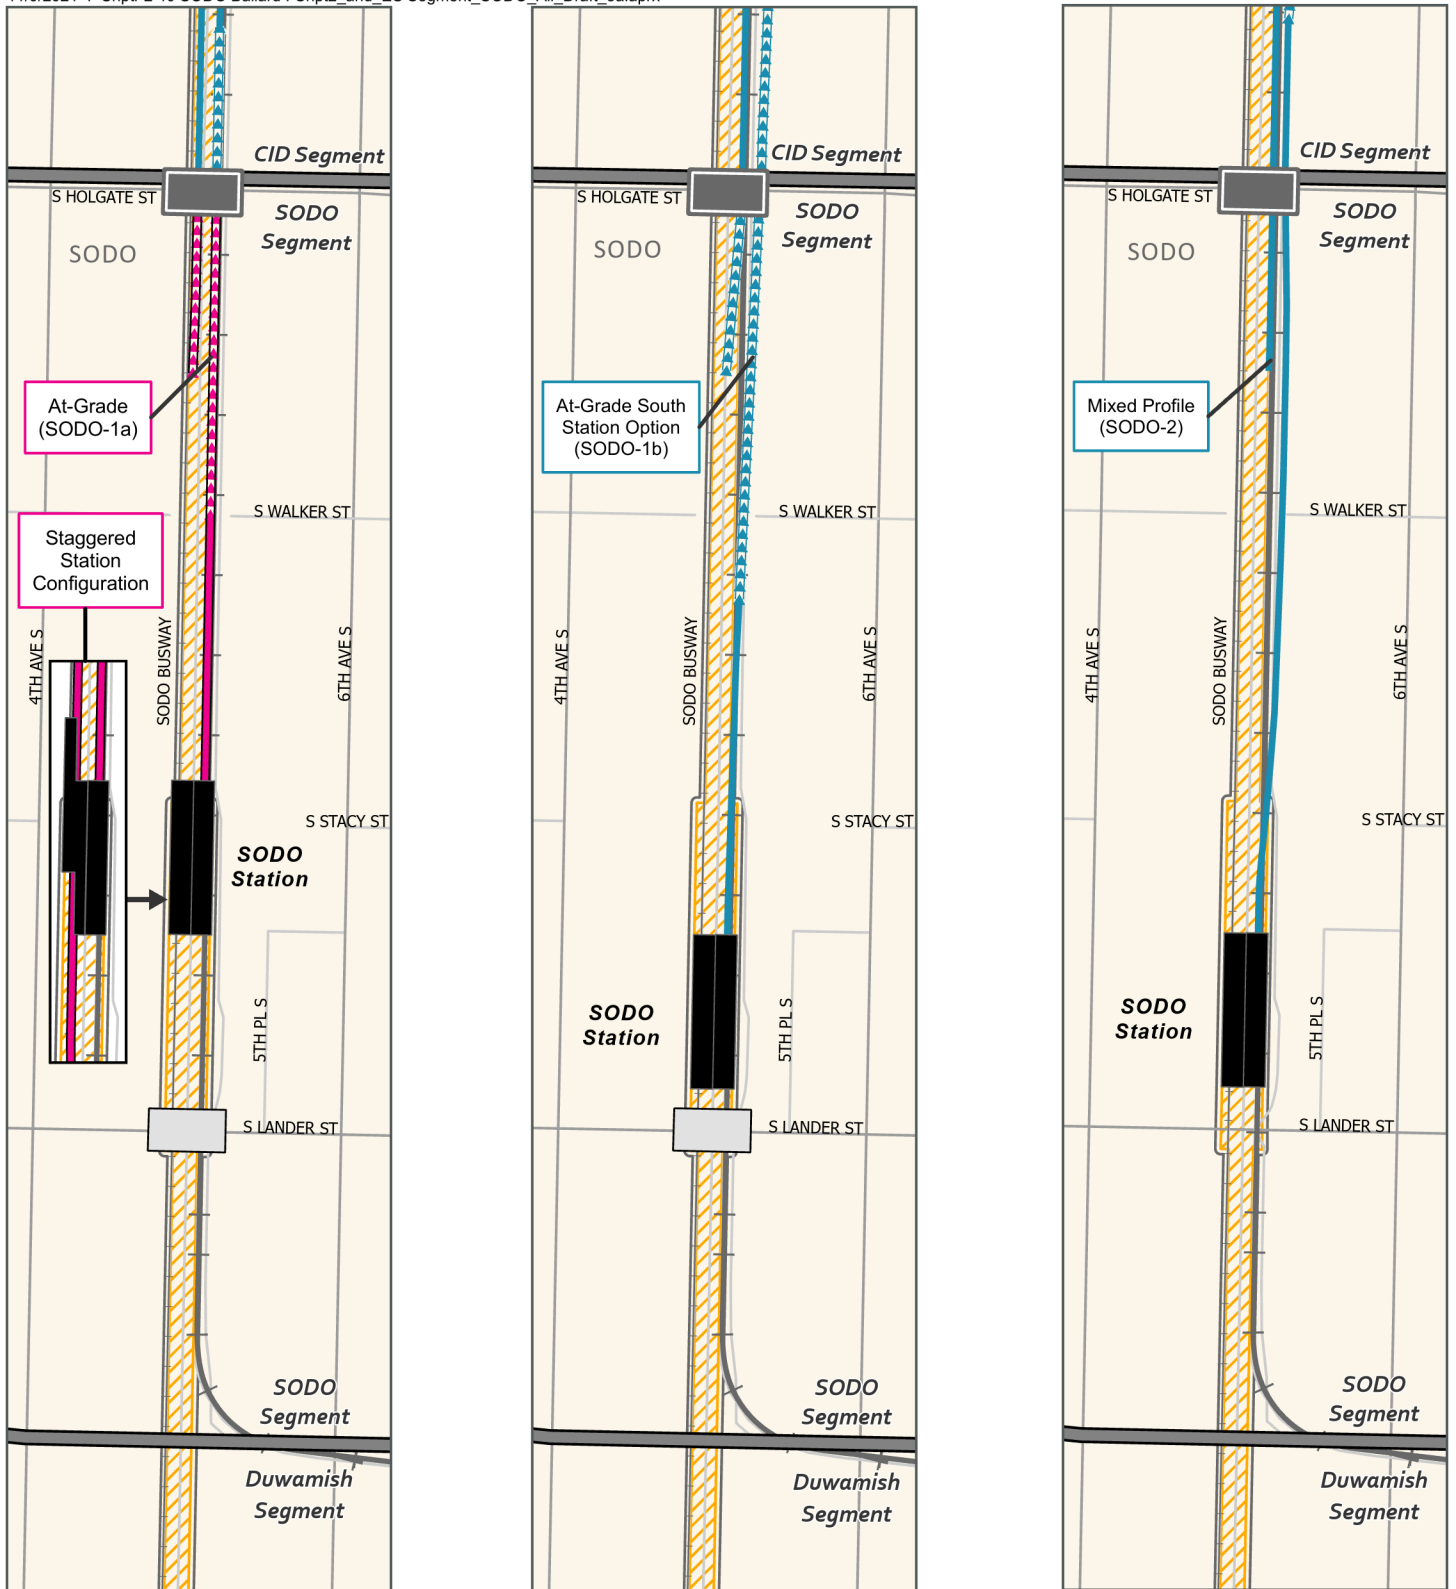 CID Segment
S HOLGATE ST
SODO
Segment
SODO
At-Grade
(SODO-1a)
S WALKER ST
Staggered
Station
Configuration
4TH AVE S
SODO BUSWAY
6TH AVE S
S STACY ST
SODO
Station
5TH PL S
S LANDER ST
SODO
Segment
Duwamish
Segment
CID Segment
S HOLGATE ST
SODO
Segment
SODO
At-Grade South
Station Option
(SODO-1b)
S WALKER ST
4TH AVE S
SODO BUSWAY
6TH AVE S
S STACY ST
SODO
Station
5TH PL S
S LANDER ST
SODO
Segment
Duwamish
Segment
CID Segment
S HOLGATE ST
SODO
Segment
SODO
Mixed Profile
(SODO-2)
S WALKER ST
4TH AVE S
SODO BUSWAY
6TH AVE S
S STACY ST
SODO
Station
5TH PL S
S LANDER ST
SODO
Segment
Duwamish
Segment